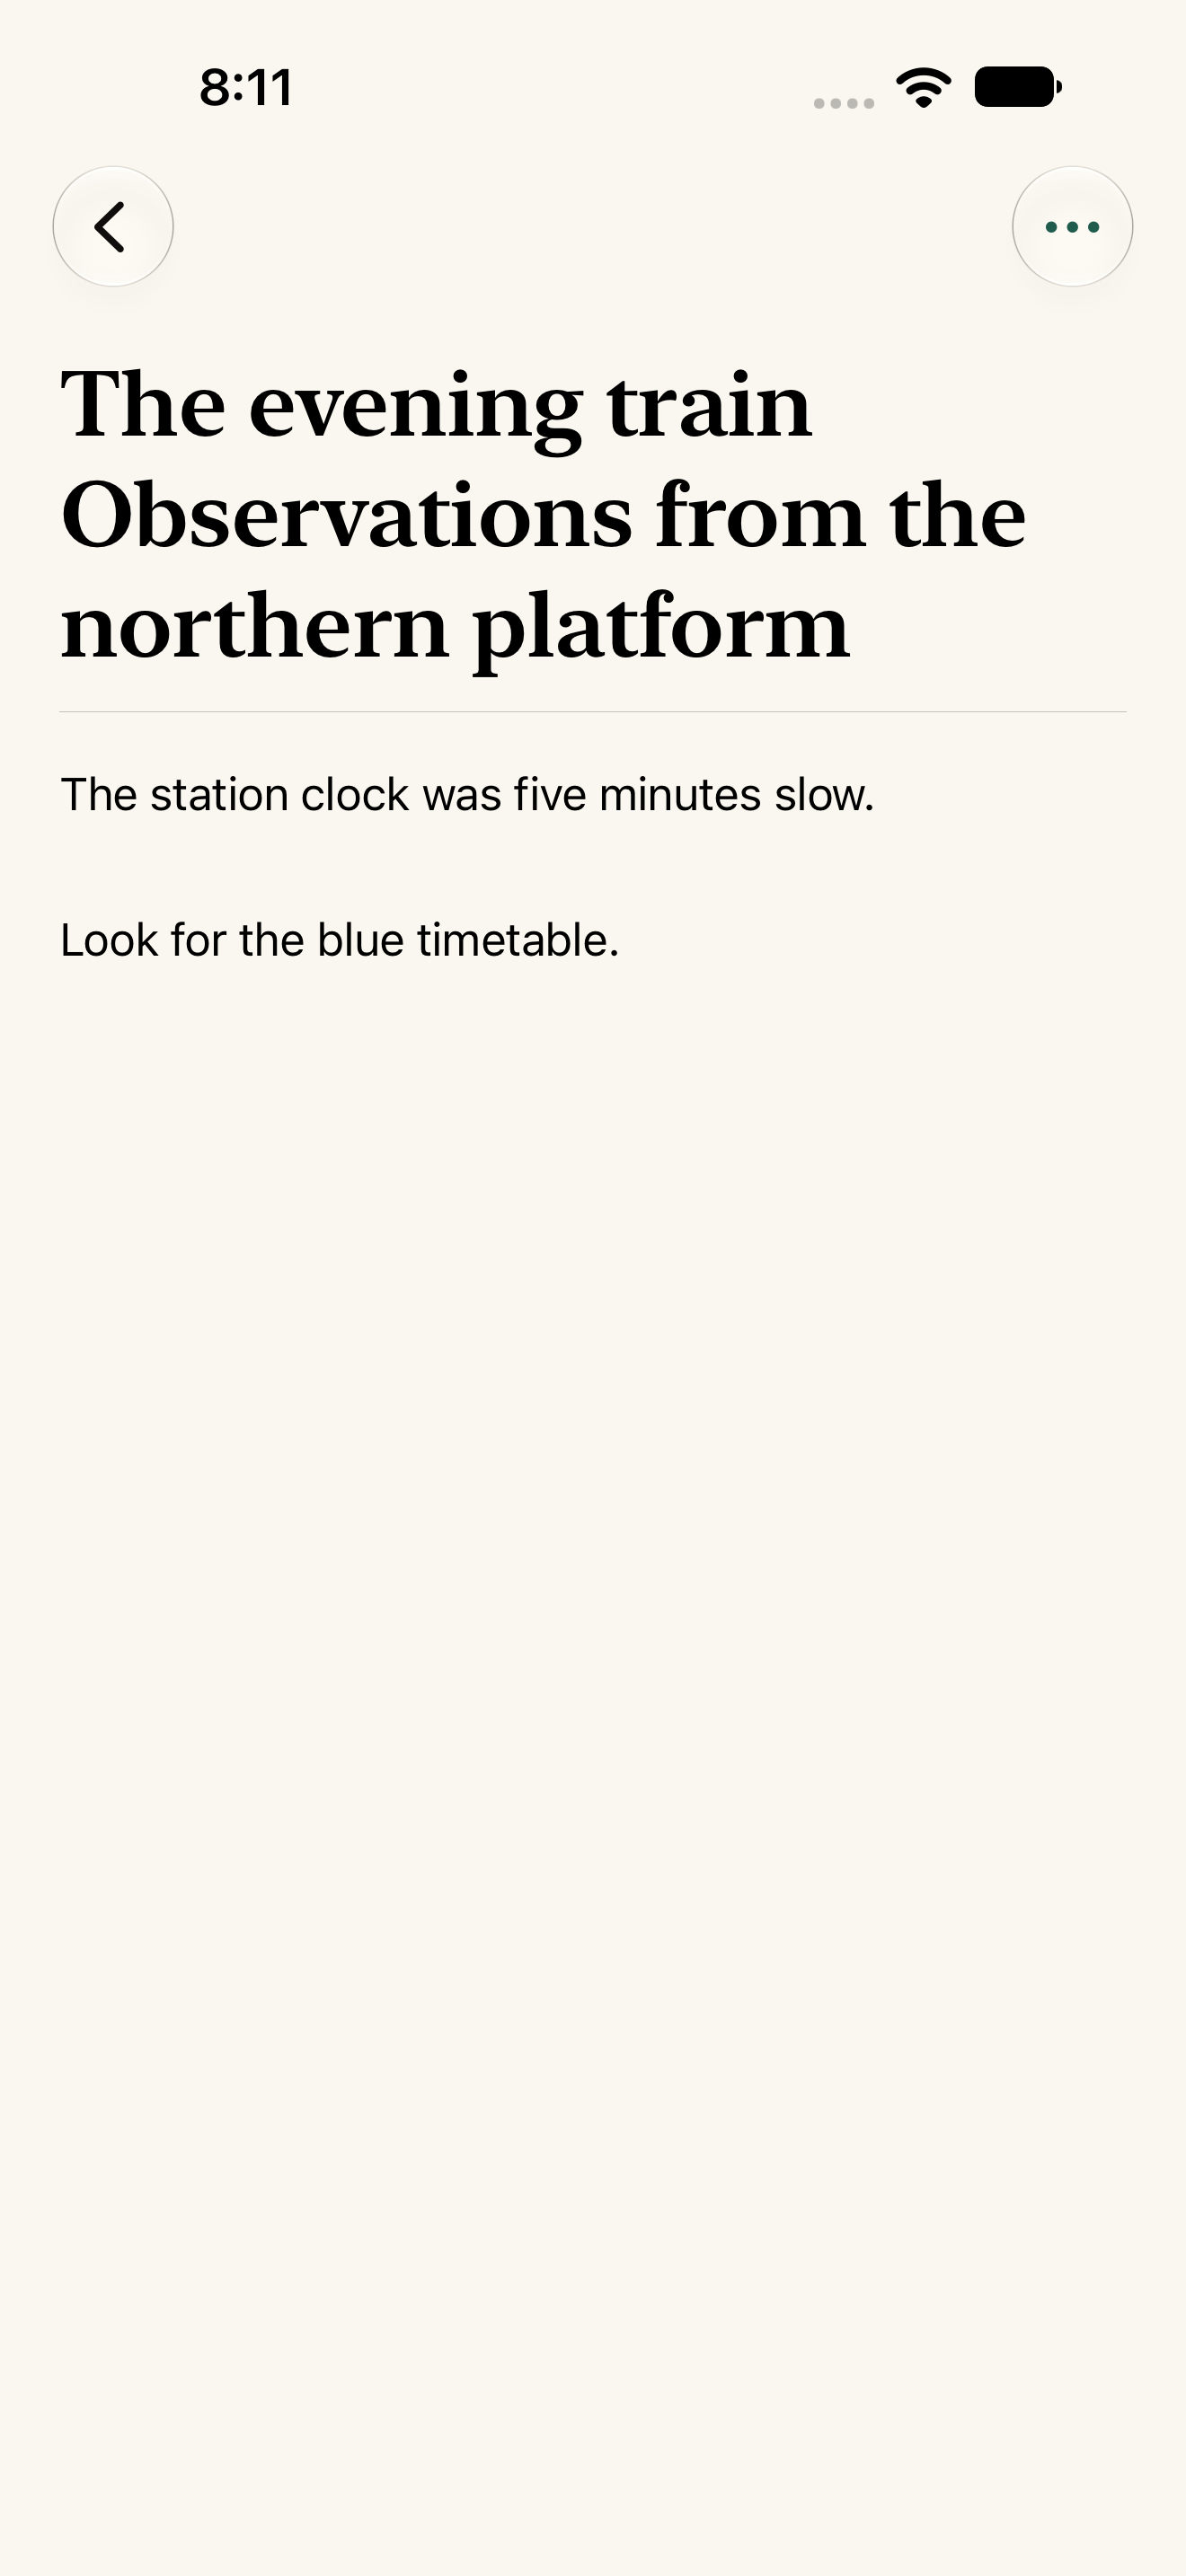 8:11
The evening train
Observations from the
northern platform
The station clock was five minutes slow.
Look for the blue timetable.